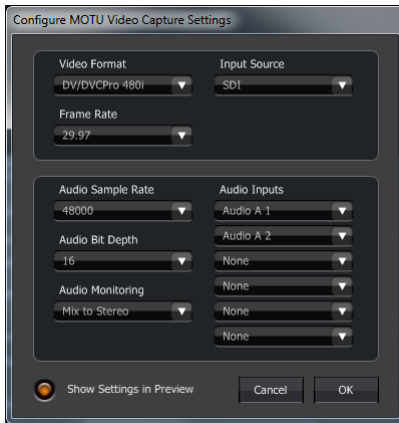 Configure MOTU Video Capture Settings
Video Format
Input Source
DV/DVCPro 480i
SDI
Frame Rate
29.97
Audio Sample Rate
Audio Inputs
48000
Audio A 1
Audio Bit Depth
Audio A 2
16
None
Audio Monitoring
None
Mix to Stereo
None
None
Show Settings in Preview
Cancel
OK